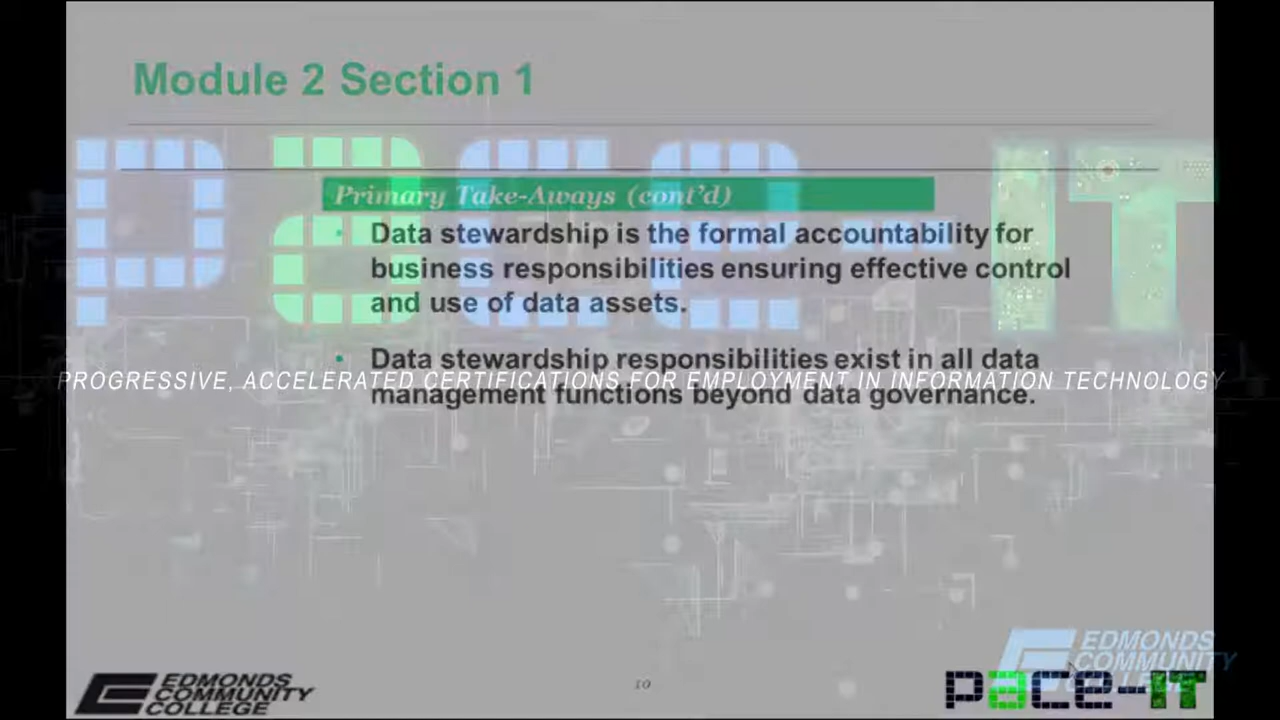 Module 2 Section 1
PaCE-IT
Primary Take-Aways (cont'd)
• Data stewardship is the formal accountability for
business responsibilities ensuring effective control
and use of data assets.
• Data stewardship responsibilities exist in all data
PROGRESSIVE, ACCELERATED CERTIFICATIONS FOR EMPLOYMENT IN INFORMATION TECHNOLOGY
management functions beyond data governance.
EDMONDS
COMMUNITY
EDMONDS
COMMUNITY
COLLEGE
10
PaCE-IT